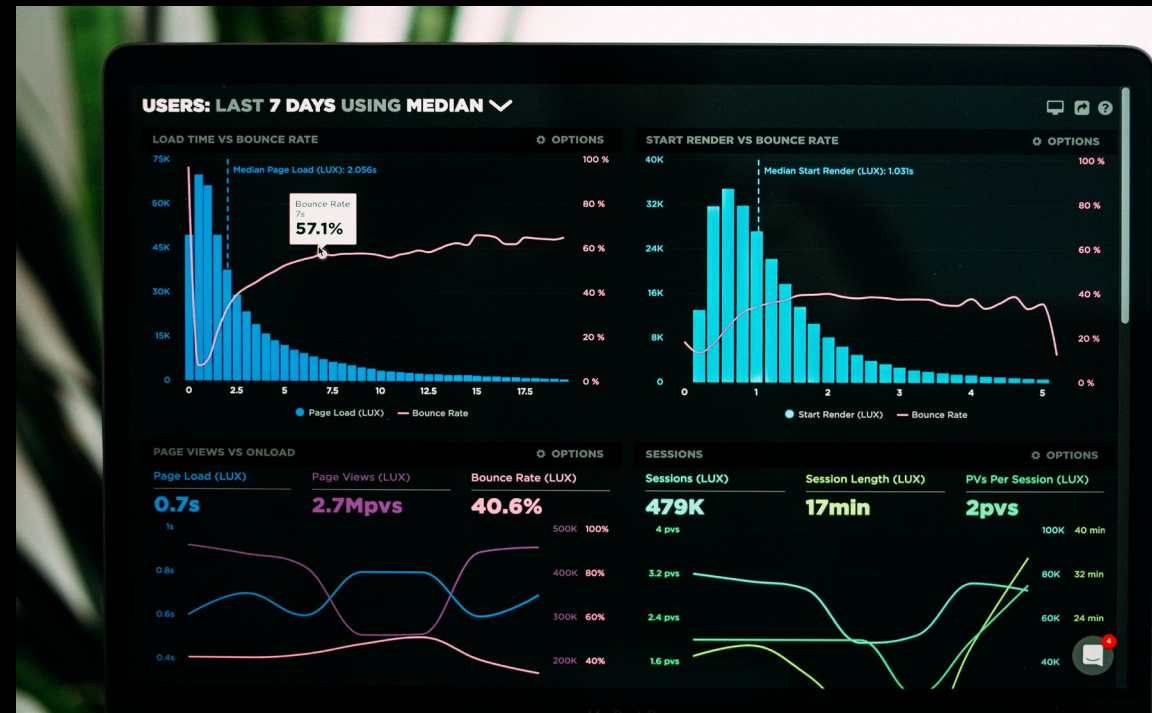 USERS: LAST 7 DAYS USING MEDIAN
LOAD TIME VS BOUNCE RATE
OPTIONS
75K
60K
45K
30K
15K
0
100 %
80 %
60 %
40 %
20 %
0 %
Median Page Load (LUX): 2.056s
Bounce Rate
7s
57.1%
0 2.5 5 7.5 10 12.5 15 17.5
Page Load (LUX) Bounce Rate
START RENDER VS BOUNCE RATE
OPTIONS
40K
32K
24K
16K
8K
0
100 %
80 %
60 %
40 %
20 %
0 %
Median Start Render (LUX): 1.031s
0 1 2 3 4 5
Start Render (LUX) Bounce Rate
PAGE VIEWS VS ONLOAD
OPTIONS
Page Load (LUX) Page Views (LUX) Bounce Rate (LUX)
0.7s 2.7Mpvs 40.6%
1s
0.8s
0.6s
0.4s
500K 100%
400K 80%
300K 60%
200K 40%
SESSIONS
OPTIONS
Sessions (LUX) Session Length (LUX) PVs Per Session (LUX)
479K 17min 2pvs
4 pvs
3.2 pvs
2.4 pvs
1.6 pvs
100K 40 min
80K 32 min
60K 24 min
40K
4